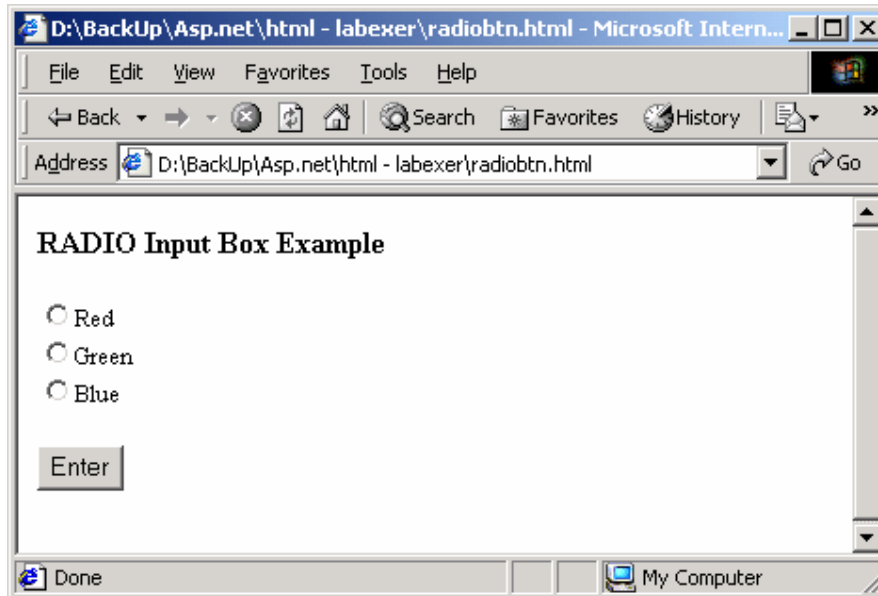 D:\BackUp\Asp.net\html - labexer\radiobtn.html - Microsoft Intern...
File Edit View Favorites Tools Help
Back Search Favorites History »
Address D:\BackUp\Asp.net\html - labexer\radiobtn.html Go
RADIO Input Box Example
Red
Green
Blue
Enter
Done My Computer